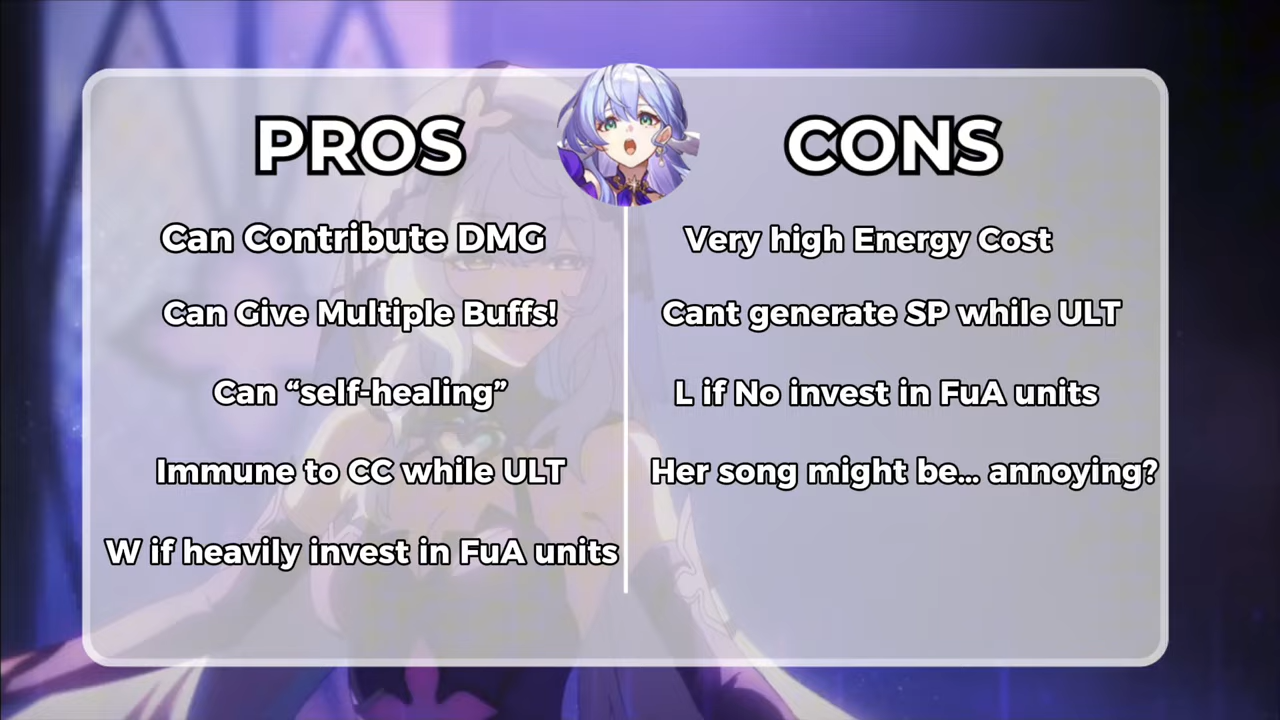 PROS
Can Contribute DMG
Can Give Multiple Buffs!
Can “self-healing”
Immune to CC while ULT
W if heavily invest in FuA units
CONS
Very high Energy Cost
Cant generate SP while ULT
L if No invest in FuA units
Her song might be... annoying?